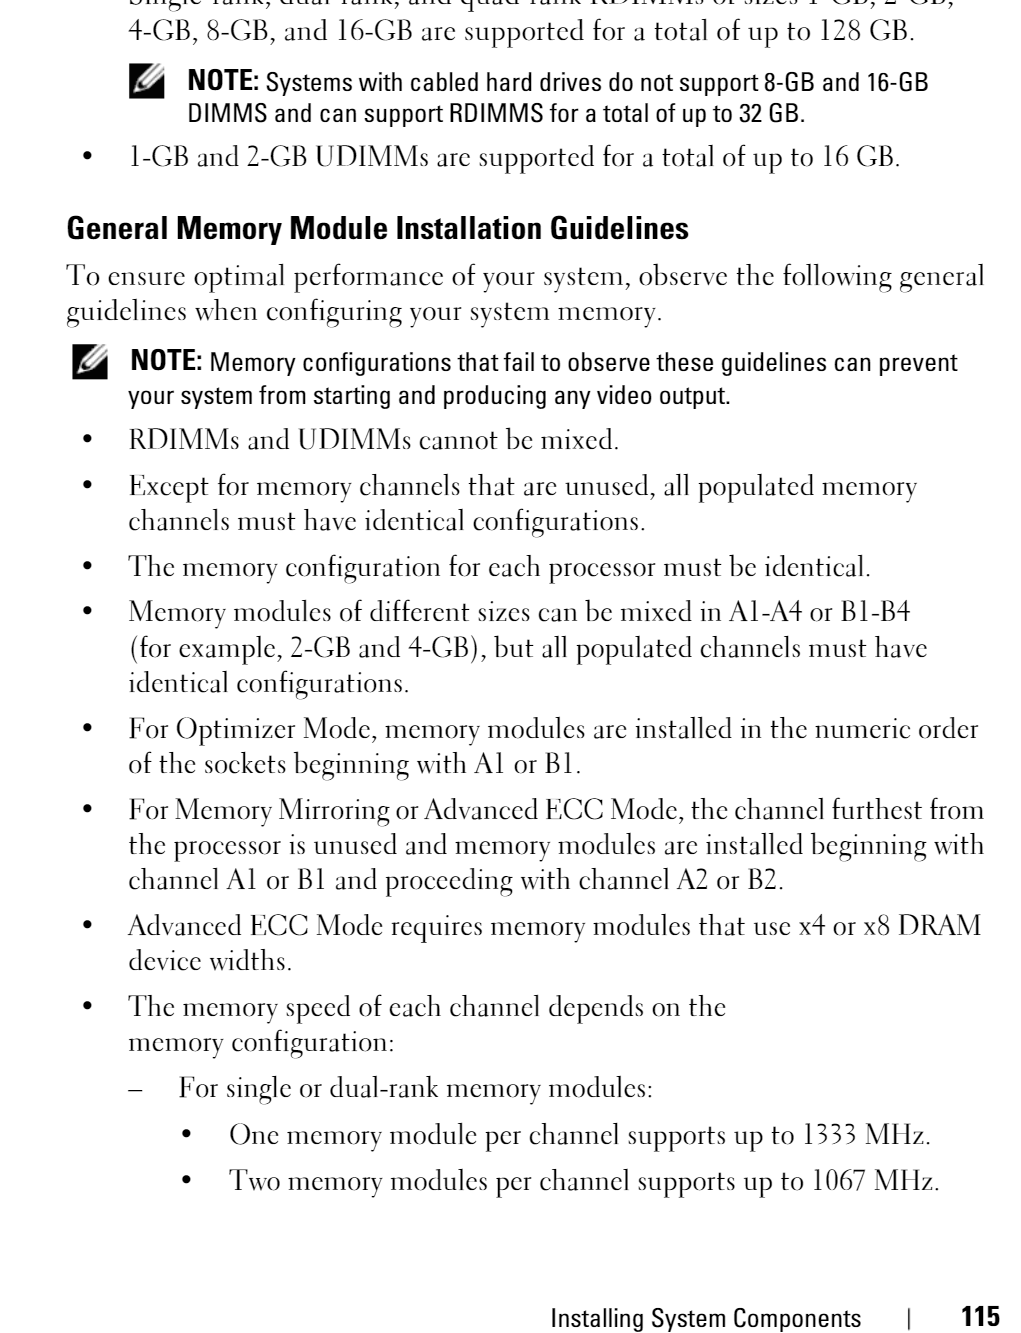 Single-rank, dual-rank, and quad-rank RDIMMs of sizes 1-GB, 2-GB,
4-GB, 8-GB, and 16-GB are supported for a total of up to 128 GB.
NOTE: Systems with cabled hard drives do not support 8-GB and 16-GB
DIMMS and can support RDIMMS for a total of up to 32 GB.
• 1-GB and 2-GB UDIMMs are supported for a total of up to 16 GB.
General Memory Module Installation Guidelines
To ensure optimal performance of your system, observe the following general
guidelines when configuring your system memory.
NOTE: Memory configurations that fail to observe these guidelines can prevent
your system from starting and producing any video output.
• RDIMMs and UDIMMs cannot be mixed.
• Except for memory channels that are unused, all populated memory
channels must have identical configurations.
• The memory configuration for each processor must be identical.
• Memory modules of different sizes can be mixed in A1-A4 or B1-B4
(for example, 2-GB and 4-GB), but all populated channels must have
identical configurations.
• For Optimizer Mode, memory modules are installed in the numeric order
of the sockets beginning with A1 or B1.
• For Memory Mirroring or Advanced ECC Mode, the channel furthest from
the processor is unused and memory modules are installed beginning with
channel A1 or B1 and proceeding with channel A2 or B2.
• Advanced ECC Mode requires memory modules that use x4 or x8 DRAM
device widths.
• The memory speed of each channel depends on the
memory configuration:
– For single or dual-rank memory modules:
• One memory module per channel supports up to 1333 MHz.
• Two memory modules per channel supports up to 1067 MHz.
Installing System Components | 115